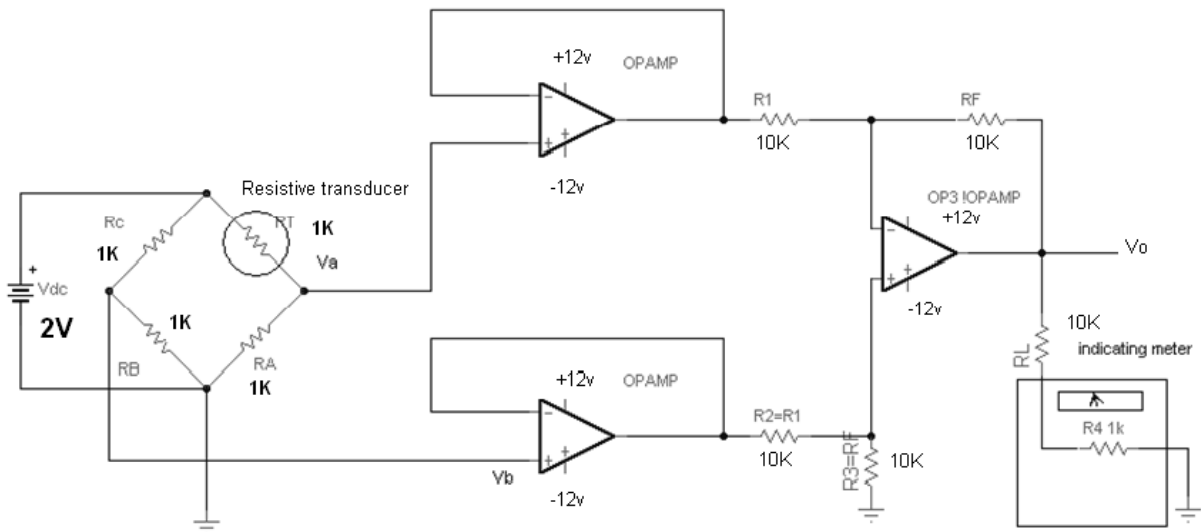 +12v
OPAMP
-12v
R1
10K
RF
10K
Resistive transducer
RT
1K
Rc
1K
Va
+
Vdc
2V
1K
RB
RA
1K
OP3 !OPAMP
+12v
-12v
Vo
10K
RL
indicating meter
R4 1k
+12v
OPAMP
-12v
Vb
R2=R1
10K
R3=RF
10K